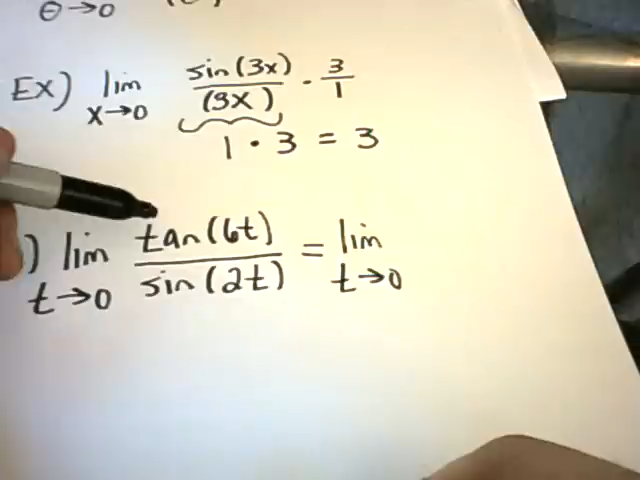 θ→0 (
EX) lim x→0 sin(3x)/(3x) · 3/1
1 · 3 = 3
) lim t→0 tan(6t)/sin(2t) = lim t→0